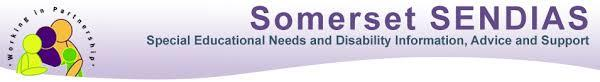 Somerset SENDIAS
Special Educational Needs and Disability Information, Advice and Support
• Working in Partnership •